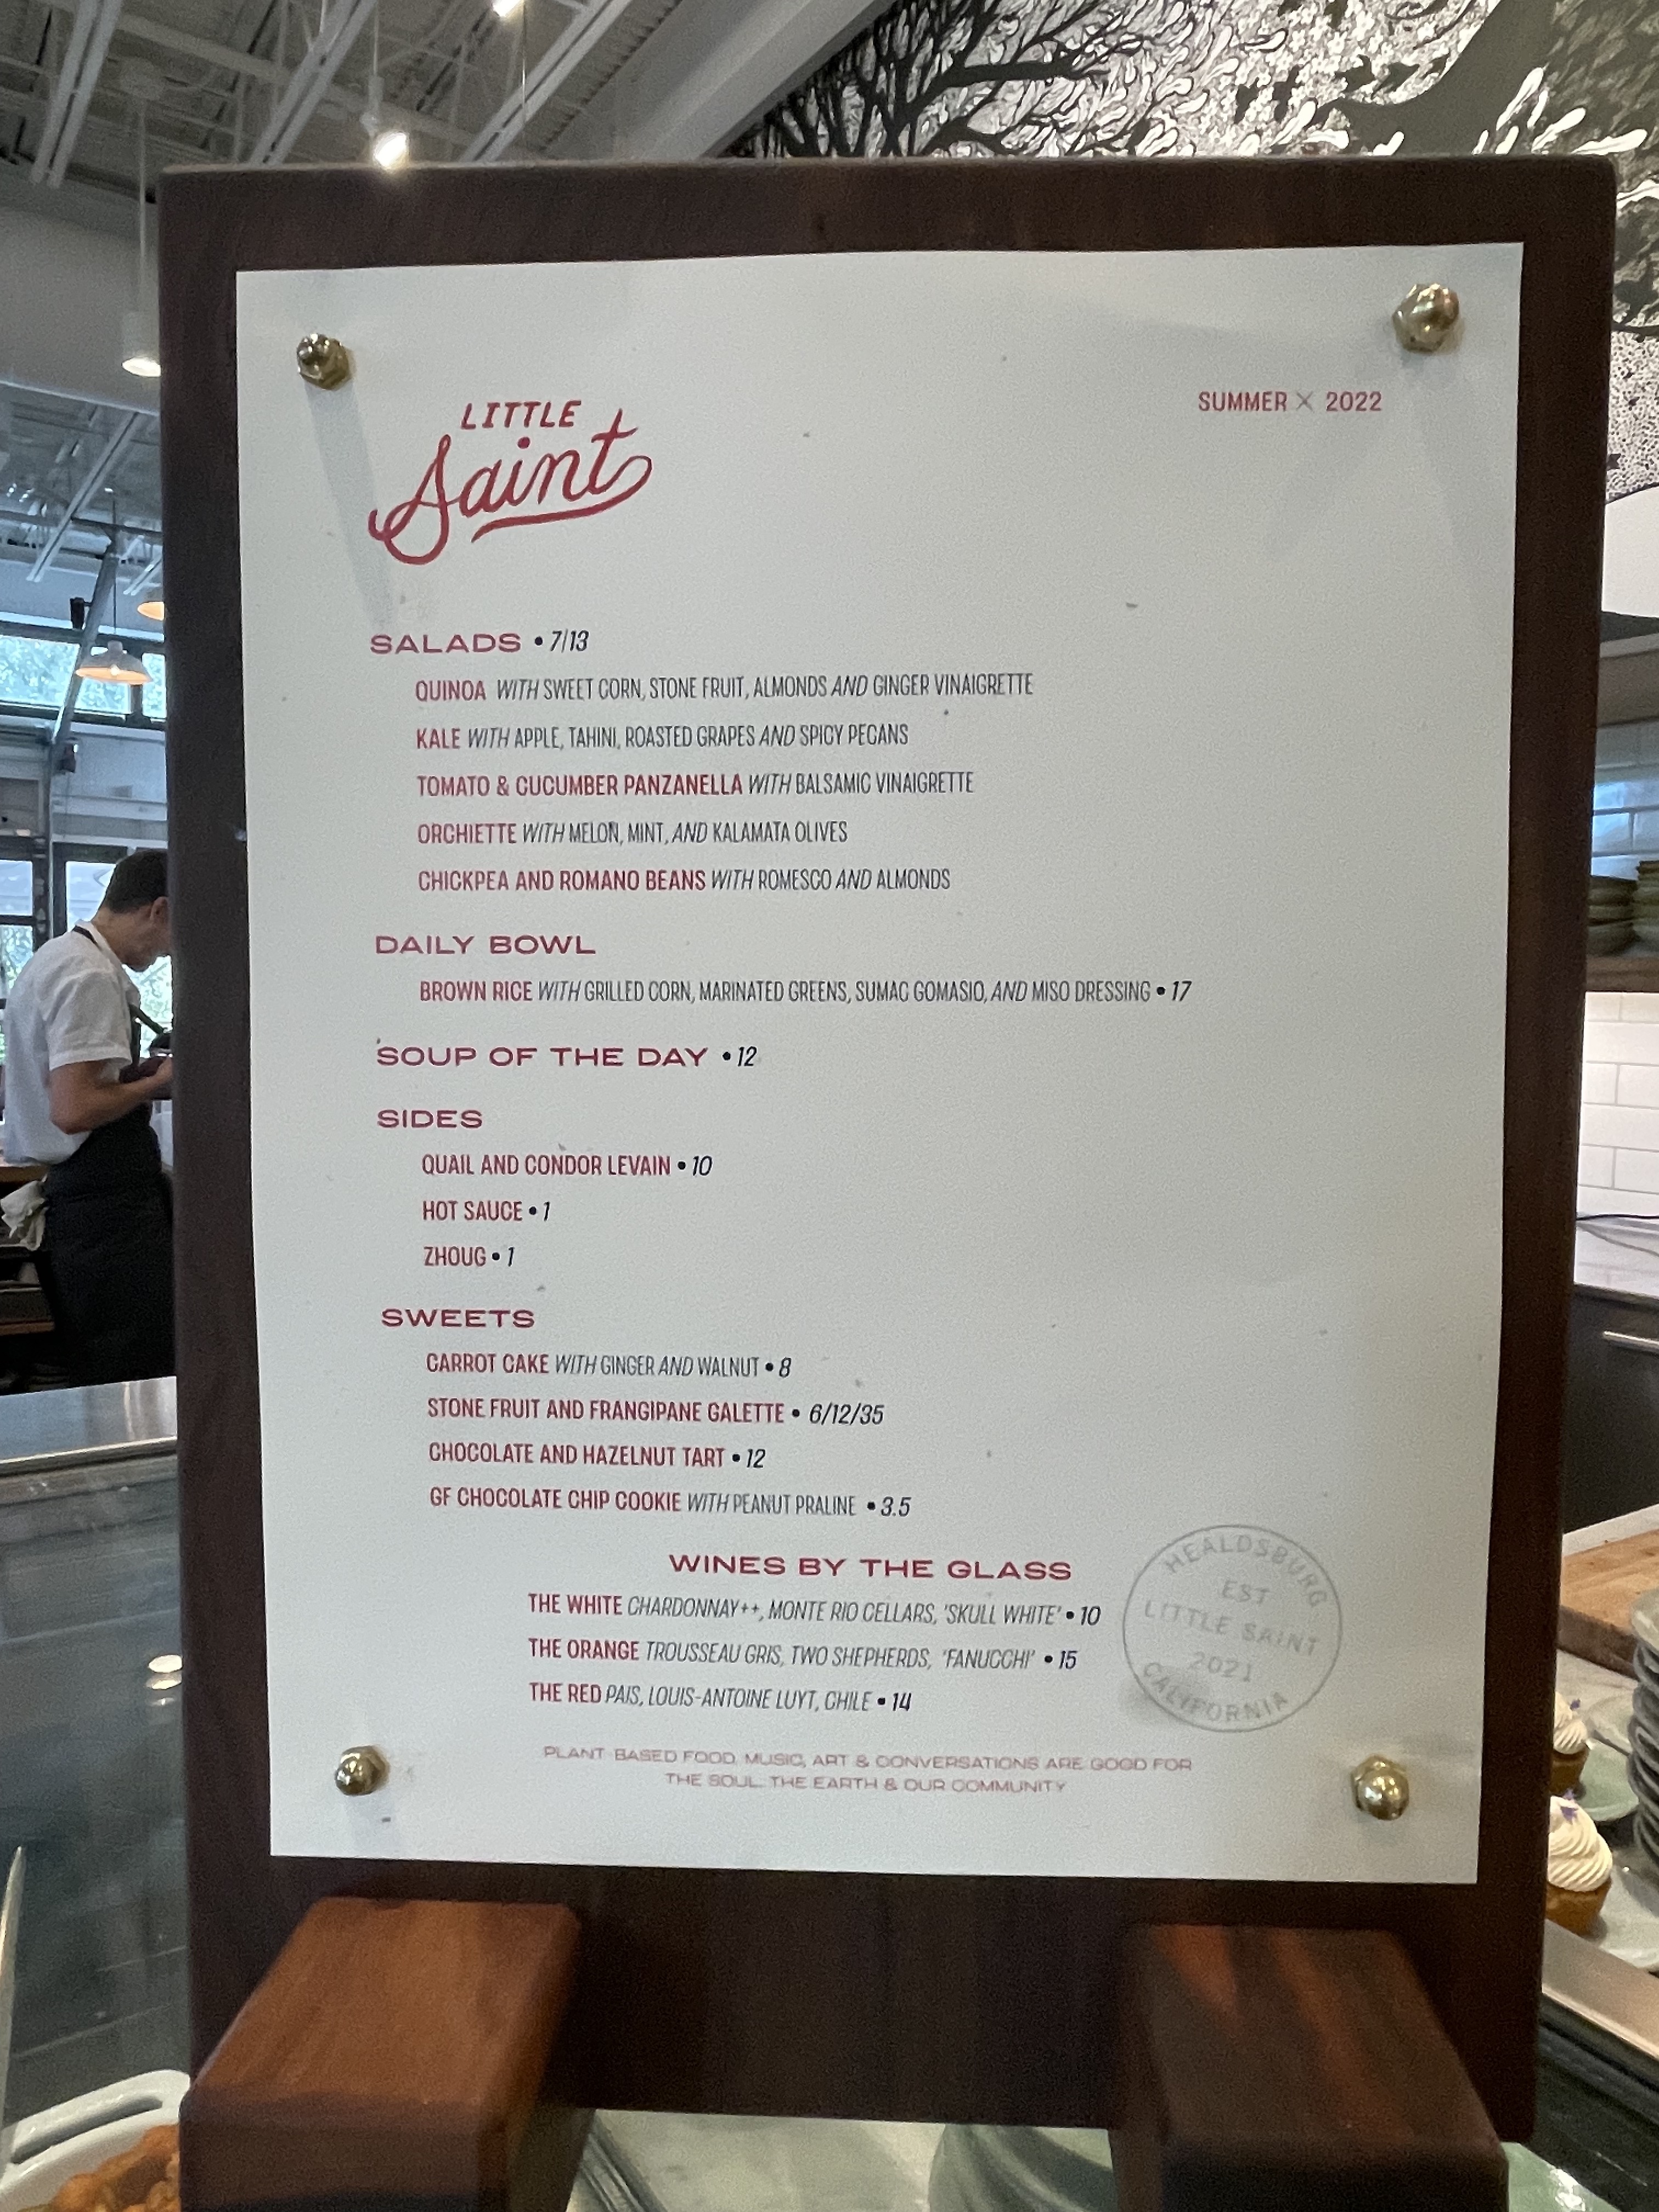 LITTLE
Saint
SUMMER X 2022
SALADS • 7/13
QUINOA WITH SWEET CORN, STONE FRUIT, ALMONDS AND GINGER VINAIGRETTE
KALE WITH APPLE, TAHINI, ROASTED GRAPES AND SPICY PECANS
TOMATO & CUCUMBER PANZANELLA WITH BALSAMIC VINAIGRETTE
ORCHIETTE WITH MELON, MINT, AND KALAMATA OLIVES
CHICKPEA AND ROMANO BEANS WITH ROMESCO AND ALMONDS
DAILY BOWL
BROWN RICE WITH GRILLED CORN, MARINATED GREENS, SUMAC GOMASIO, AND MISO DRESSING • 17
SOUP OF THE DAY • 12
SIDES
QUAIL AND CONDOR LEVAIN • 10
HOT SAUCE • 1
ZHOUG • 1
SWEETS
CARROT CAKE WITH GINGER AND WALNUT • 8
STONE FRUIT AND FRANGIPANE GALETTE • 6/12/35
CHOCOLATE AND HAZELNUT TART • 12
GF CHOCOLATE CHIP COOKIE WITH PEANUT PRALINE • 3.5
WINES BY THE GLASS
THE WHITE CHARDONNAY++, MONTE RIO CELLARS, 'SKULL WHITE' • 10
THE ORANGE TROUSSEAU GRIS, TWO SHEPHERDS, 'FANUCCHI' • 15
THE RED PAIS, LOUIS-ANTOINE LUYT, CHILE • 14
HEALDSBURG
EST
LITTLE SAINT
2021
CALIFORNIA
PLANT-BASED FOOD, MUSIC, ART & CONVERSATIONS ARE GOOD FOR
THE SOUL, THE EARTH & OUR COMMUNITY